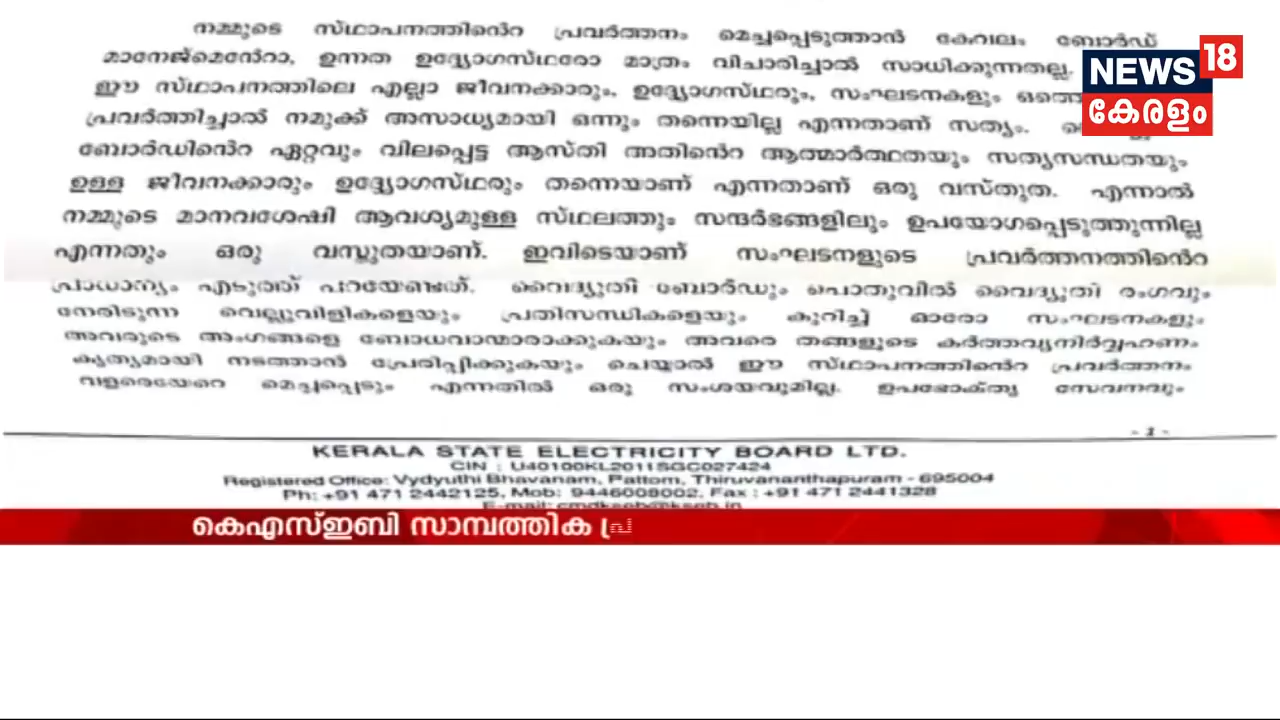 നമ്മുടെ സ്ഥാപനത്തിൻെറ പ്രവർത്തനം മെച്ചപ്പെടുത്താൻ കേവലം ബോർഡ്
മാനേജ്മെൻേറാ, ഉന്നത ഉദ്യോഗസ്ഥരോ മാത്രം വിചാരിച്ചാൽ സാധിക്കുന്നതല്ല.
ഈ സ്ഥാപനത്തിലെ എല്ലാ ജീവനക്കാരും, ഉദ്യോഗസ്ഥരും, സംഘടനകളും
പ്രവർത്തിച്ചാൽ നമുക്ക് അസാധ്യമായി ഒന്നും തന്നെയില്ല എന്നതാണ് സത്യം.
ബോർഡിൻെറ ഏറ്റവും വിലപ്പെട്ട ആസ്തി അതിൻെറ ആത്മാർത്ഥതയും സത്യസന്ധതയും
ഉള്ള ജീവനക്കാരും ഉദ്യോഗസ്ഥരും തന്നെയാണ് എന്നതാണ് ഒരു വസ്തുത. എന്നാൽ
നമ്മുടെ മാനവശേഷി ആവശ്യമുള്ള സ്ഥലത്തും സന്ദർഭങ്ങളിലും ഉപയോഗപ്പെടുത്തുന്നില്ല
എന്നതും ഒരു വസ്തുതയാണ്. ഇവിടെയാണ് സംഘടനളുടെ പ്രവർത്തനത്തിൻെറ
പ്രാധാന്യം എടുത്ത് പറയേണ്ടത്. വൈദ്യുതി ബോർഡും പൊതുവിൽ വൈദ്യുതി രംഗവും
നേരിടുന്ന വെല്ലുവിളികളെയും പ്രതിസന്ധികളെയും കുറിച്ച് ഓരോ സംഘടനകളും
അവരുടെ അംഗങ്ങളെ ബോധവാന്മാരാക്കുകയും അവരെ തങ്ങളുടെ കർത്തവ്യനിർവ്വഹണം
കൃത്യമായി നടത്താൻ പ്രേരിപ്പിക്കുകയും ചെയ്യാൽ ഈ സ്ഥാപനത്തിൻെറ പ്രവർത്തനം
വളരെയേറെ മെച്ചപ്പെടും എന്നതിൽ ഒരു സംശയവുമില്ല. ഉപഭോക്തൃ സേവനവും
- 1 -
KERALA STATE ELECTRICITY BOARD LTD.
CIN : U40100KL2011SGC027424
Registered Office: Vydyuthi Bhavanam, Pattom, Thiruvananthapuram - 695004
Ph: +91 471 2442125, Mob: 9446008002, Fax : +91 471 2441328
E-mail: cmdkseb@kseb.in
NEWS 18
കേരളം
കെഎസ്ഇബി സാമ്പത്തിക